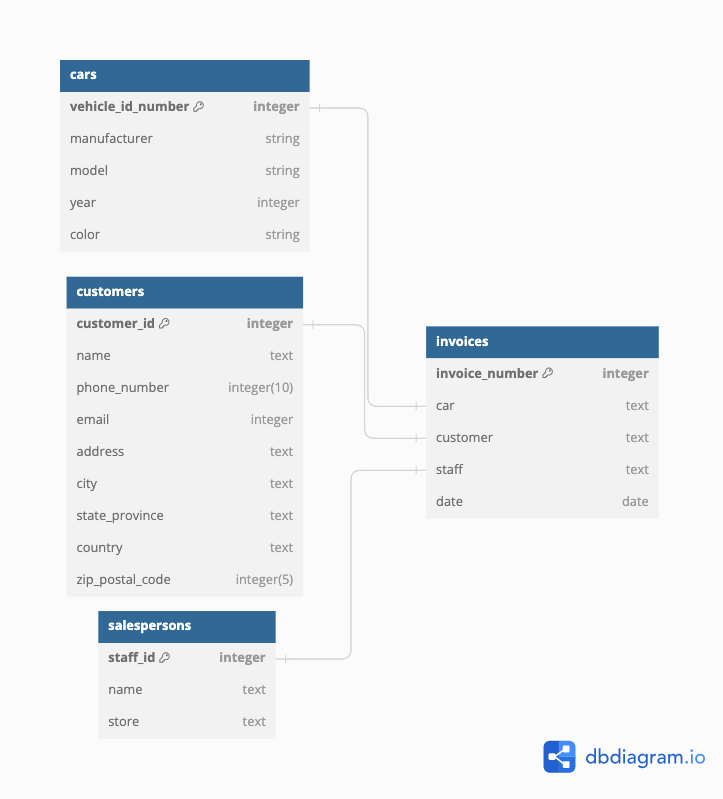 cars
vehicle_id_number integer
manufacturer string
model string
year integer
color string
customers
customer_id integer
name text
phone_number integer(10)
email integer
address text
city text
state_province text
country text
zip_postal_code integer(5)
salespersons
staff_id integer
name text
store text
invoices
invoice_number integer
car text
customer text
staff text
date date
dbdiagram.io